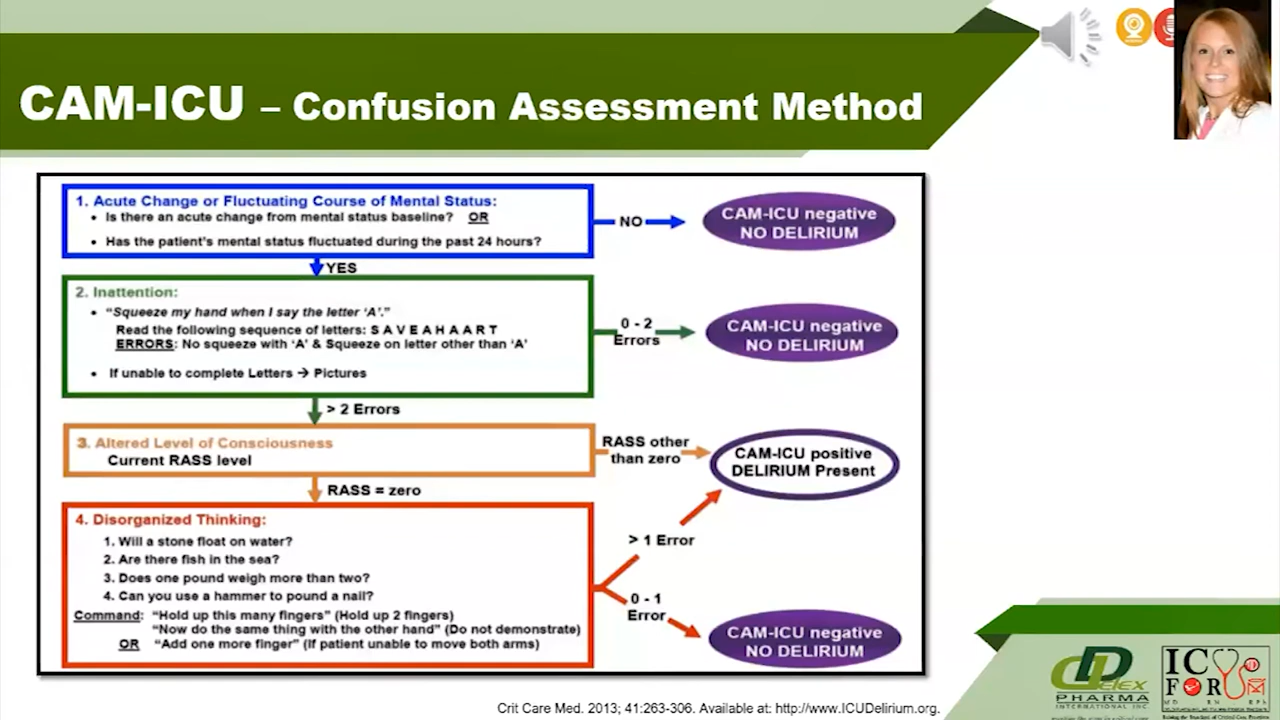 CAM-ICU – Confusion Assessment Method
1. Acute Change or Fluctuating Course of Mental Status:
• Is there an acute change from mental status baseline? OR
• Has the patient's mental status fluctuated during the past 24 hours?
NO
CAM-ICU negative
NO DELIRIUM
YES
2. Inattention:
• "Squeeze my hand when I say the letter 'A'."
Read the following sequence of letters: S A V E A H A A R T
ERRORS: No squeeze with 'A' & Squeeze on letter other than 'A'
• If unable to complete Letters → Pictures
0 - 2
Errors
CAM-ICU negative
NO DELIRIUM
> 2 Errors
3. Altered Level of Consciousness
Current RASS level
RASS other
than zero
CAM-ICU positive
DELIRIUM Present
RASS = zero
4. Disorganized Thinking:
1. Will a stone float on water?
2. Are there fish in the sea?
3. Does one pound weigh more than two?
4. Can you use a hammer to pound a nail?
Command: "Hold up this many fingers" (Hold up 2 fingers)
"Now do the same thing with the other hand" (Do not demonstrate)
OR "Add one more finger" (If patient unable to move both arms)
> 1 Error
0 - 1
Error
CAM-ICU negative
NO DELIRIUM
Crit Care Med. 2013; 41:263-306. Available at: http://www.ICUDelirium.org.
Delex
PHARMA
INTERNATIONAL INC.
ICU
FORUM